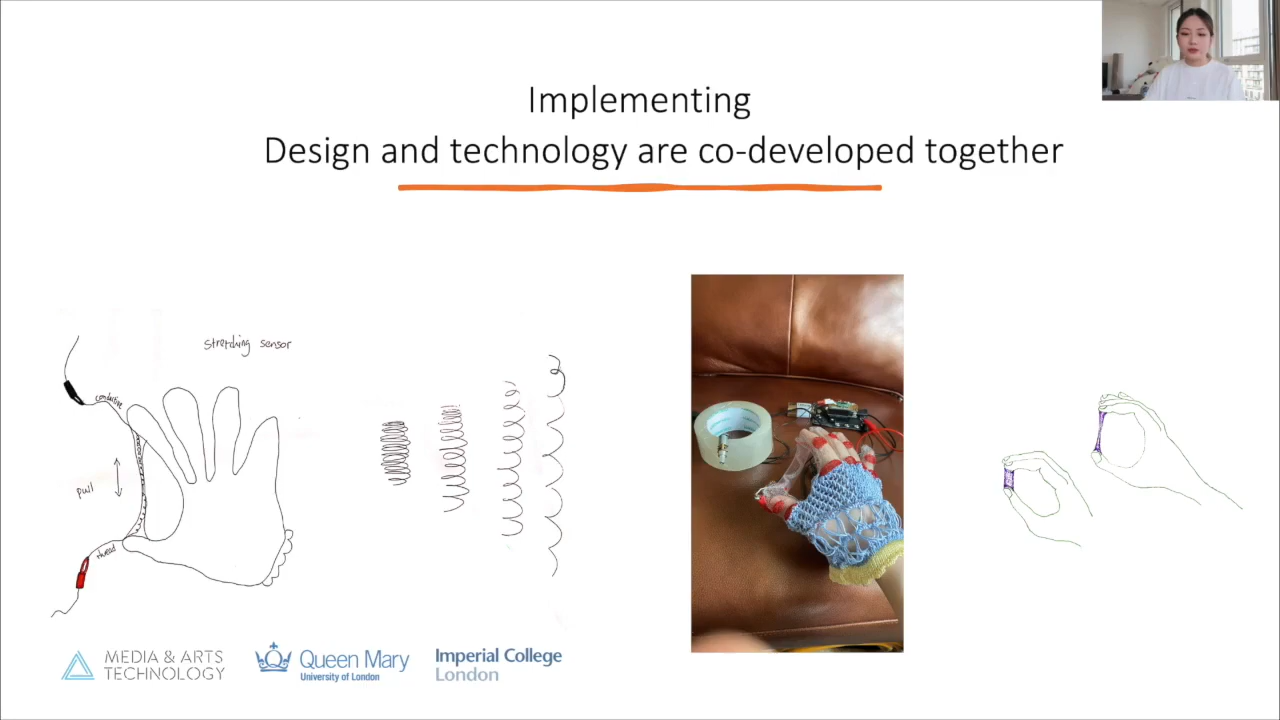 Implementing
Design and technology are co-developed together
stretching sensor
conductive
pull
thread
MEDIA & ARTS
TECHNOLOGY
Queen Mary
University of London
Imperial College
London